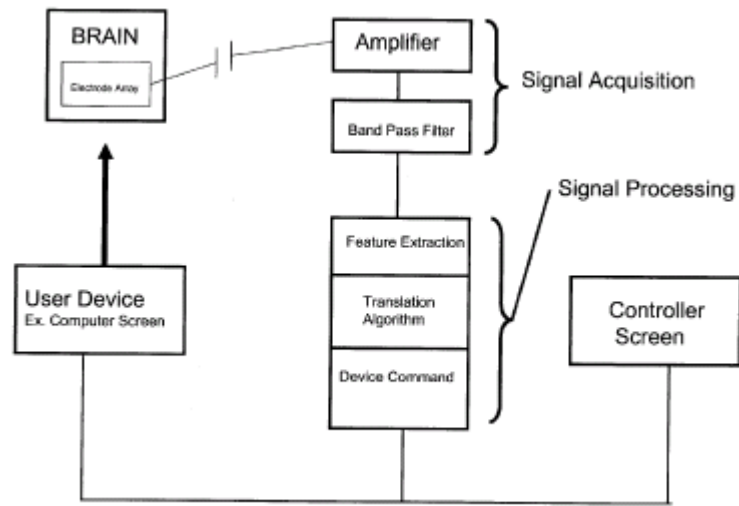 BRAIN
Electrode Array
Amplifier
Signal Acquisition
Band Pass Filter
Signal Processing
Feature Extraction
User Device
Ex. Computer Screen
Translation
Algorithm
Controller
Screen
Device Command